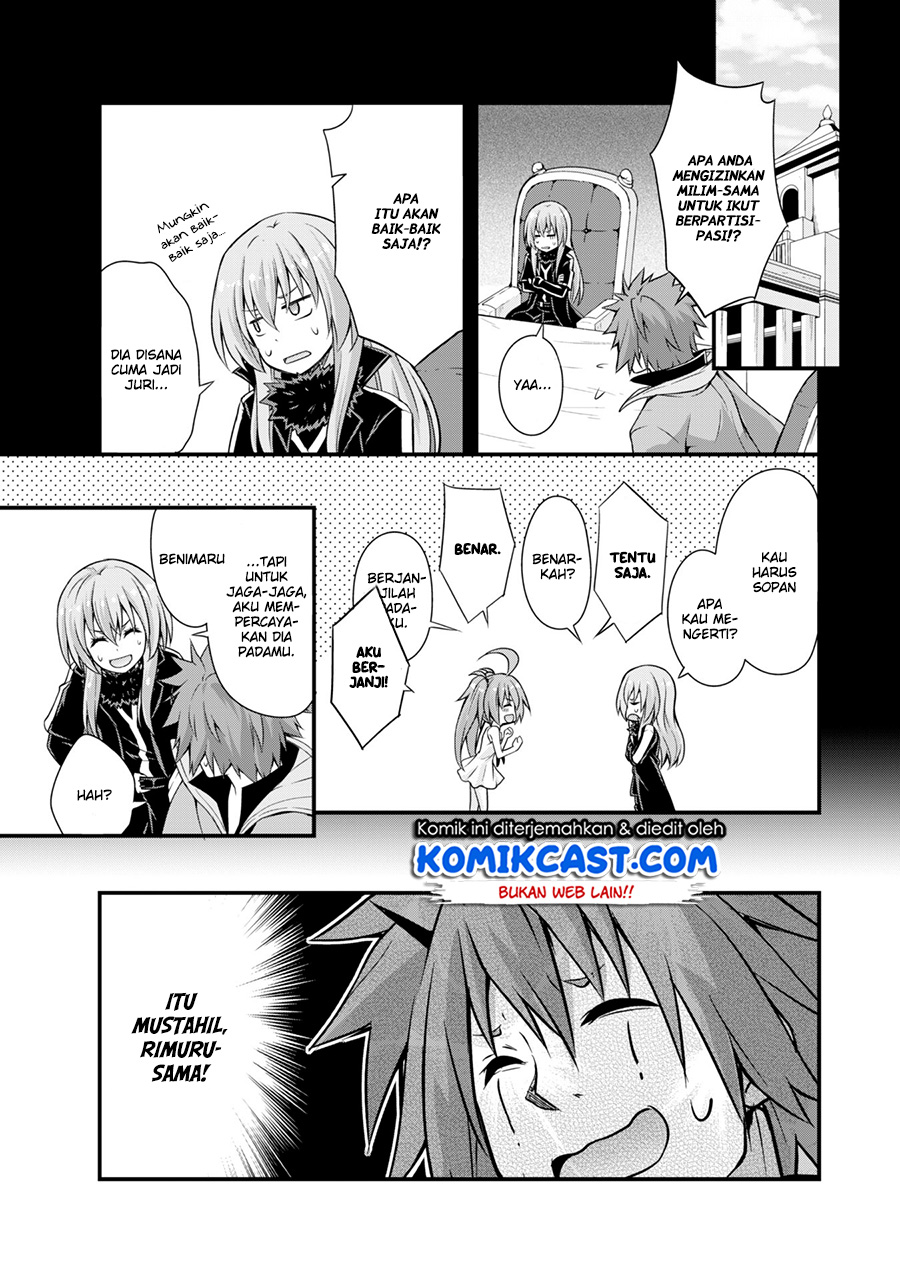 APA ANDA
MENGIZINKAN
MILIM-SAMA
UNTUK IKUT
BERPARTISI-
PASI!?
YAA...
APA
ITU AKAN
BAIK-BAIK
SAJA!?
Mungkin
akan Baik-
Baik saja...
DIA DISANA
CUMA JADI
JURI...
KAU
HARUS
SOPAN
APA
KAU ME-
NGERTI?
TENTU
SAJA.
BENAR-
KAH?
BENAR.
BERJAN-
JILAH
PADA-
KU.
AKU
BER-
JANJI!
...TAPI
UNTUK
JAGA-JAGA,
AKU MEM-
PERCAYA-
KAN DIA
PADAMU.
BENIMARU
HAH?
Komik ini diterjemahkan & diedit oleh
KOMIKCAST.COM
BUKAN WEB LAIN!!
ITU
MUSTAHIL,
RIMURU-
SAMA!